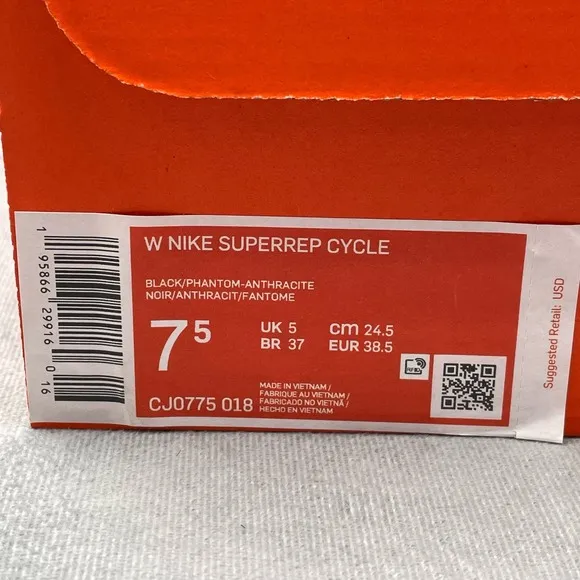 W NIKE SUPERREP CYCLE
BLACK/PHANTOM-ANTHRACITE
NOIR/ANTHRACIT/FANTOME
7⁵
UK 5 cm 24.5
BR 37 EUR 38.5
RFID
CJ0775 018
MADE IN VIETNAM /
FABRIQUE AU VIETNAM /
FABRICADO NO VIETNÃ /
HECHO EN VIETNAM
1 95866 29916 0 16
Suggested Retail: USD